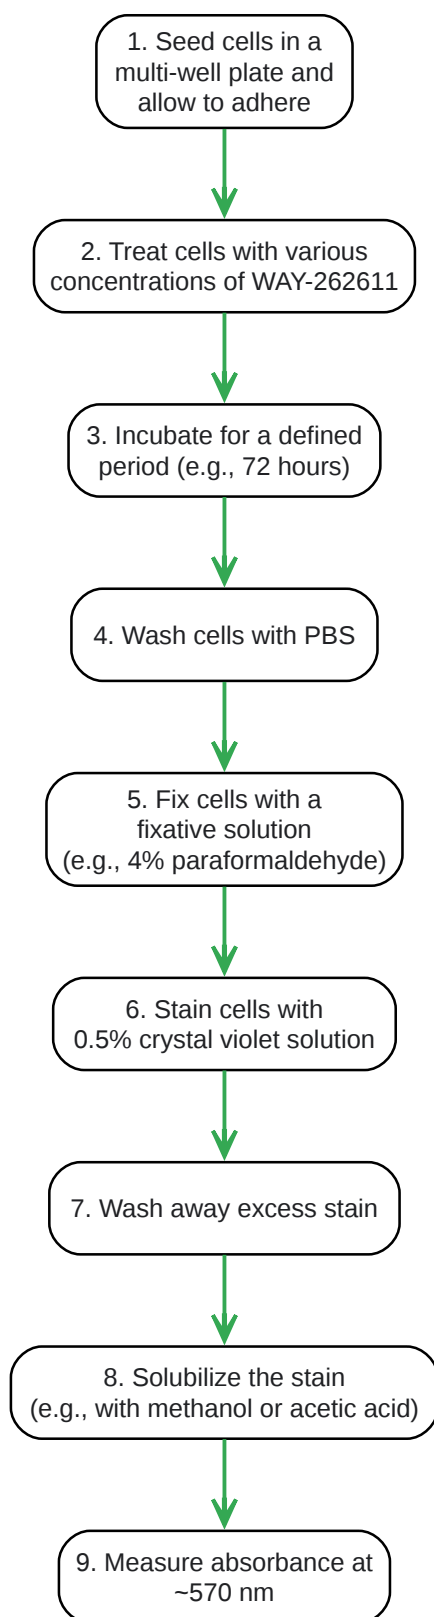 1. Seed cells in a
multi-well plate and
allow to adhere
2. Treat cells with various
concentrations of WAY-262611
3. Incubate for a defined
period (e.g., 72 hours)
4. Wash cells with PBS
5. Fix cells with a
fixative solution
(e.g., 4% paraformaldehyde)
6. Stain cells with
0.5% crystal violet solution
7. Wash away excess stain
8. Solubilize the stain
(e.g., with methanol or acetic acid)
9. Measure absorbance at
~570 nm